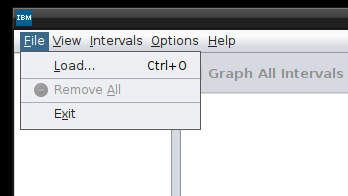 IBM
File View Intervals Options Help
Load... Ctrl+O
Graph All Intervals
Remove All
Exit